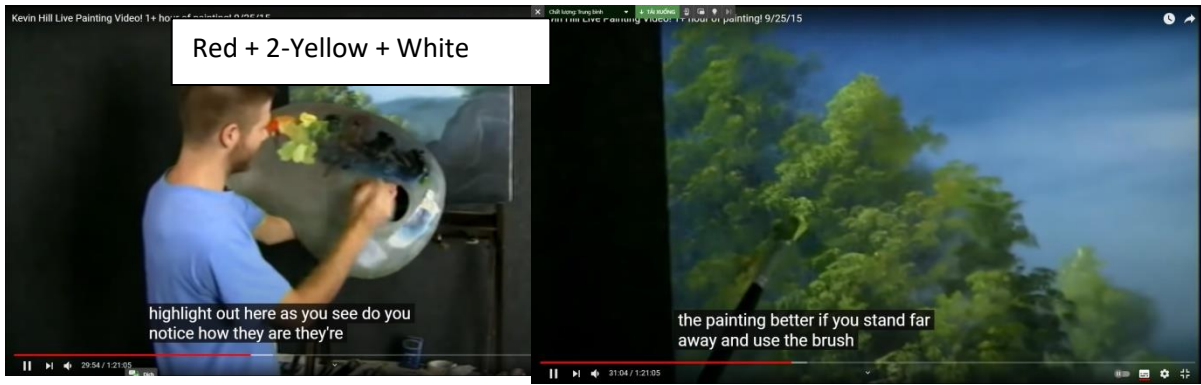 Kevin Hill Live Painting Video! 1+ hour of painting! 9/25/15
Red + 2-Yellow + White
highlight out here as you see do you
notice how they are they're
29:54 / 1:21:05
Dịch
Chất lượng: Trung bình
TẢI XUỐNG
Kevin Hill Live Painting Video! 1+ hour of painting! 9/25/15
the painting better if you stand far
away and use the brush
31:04 / 1:21:05